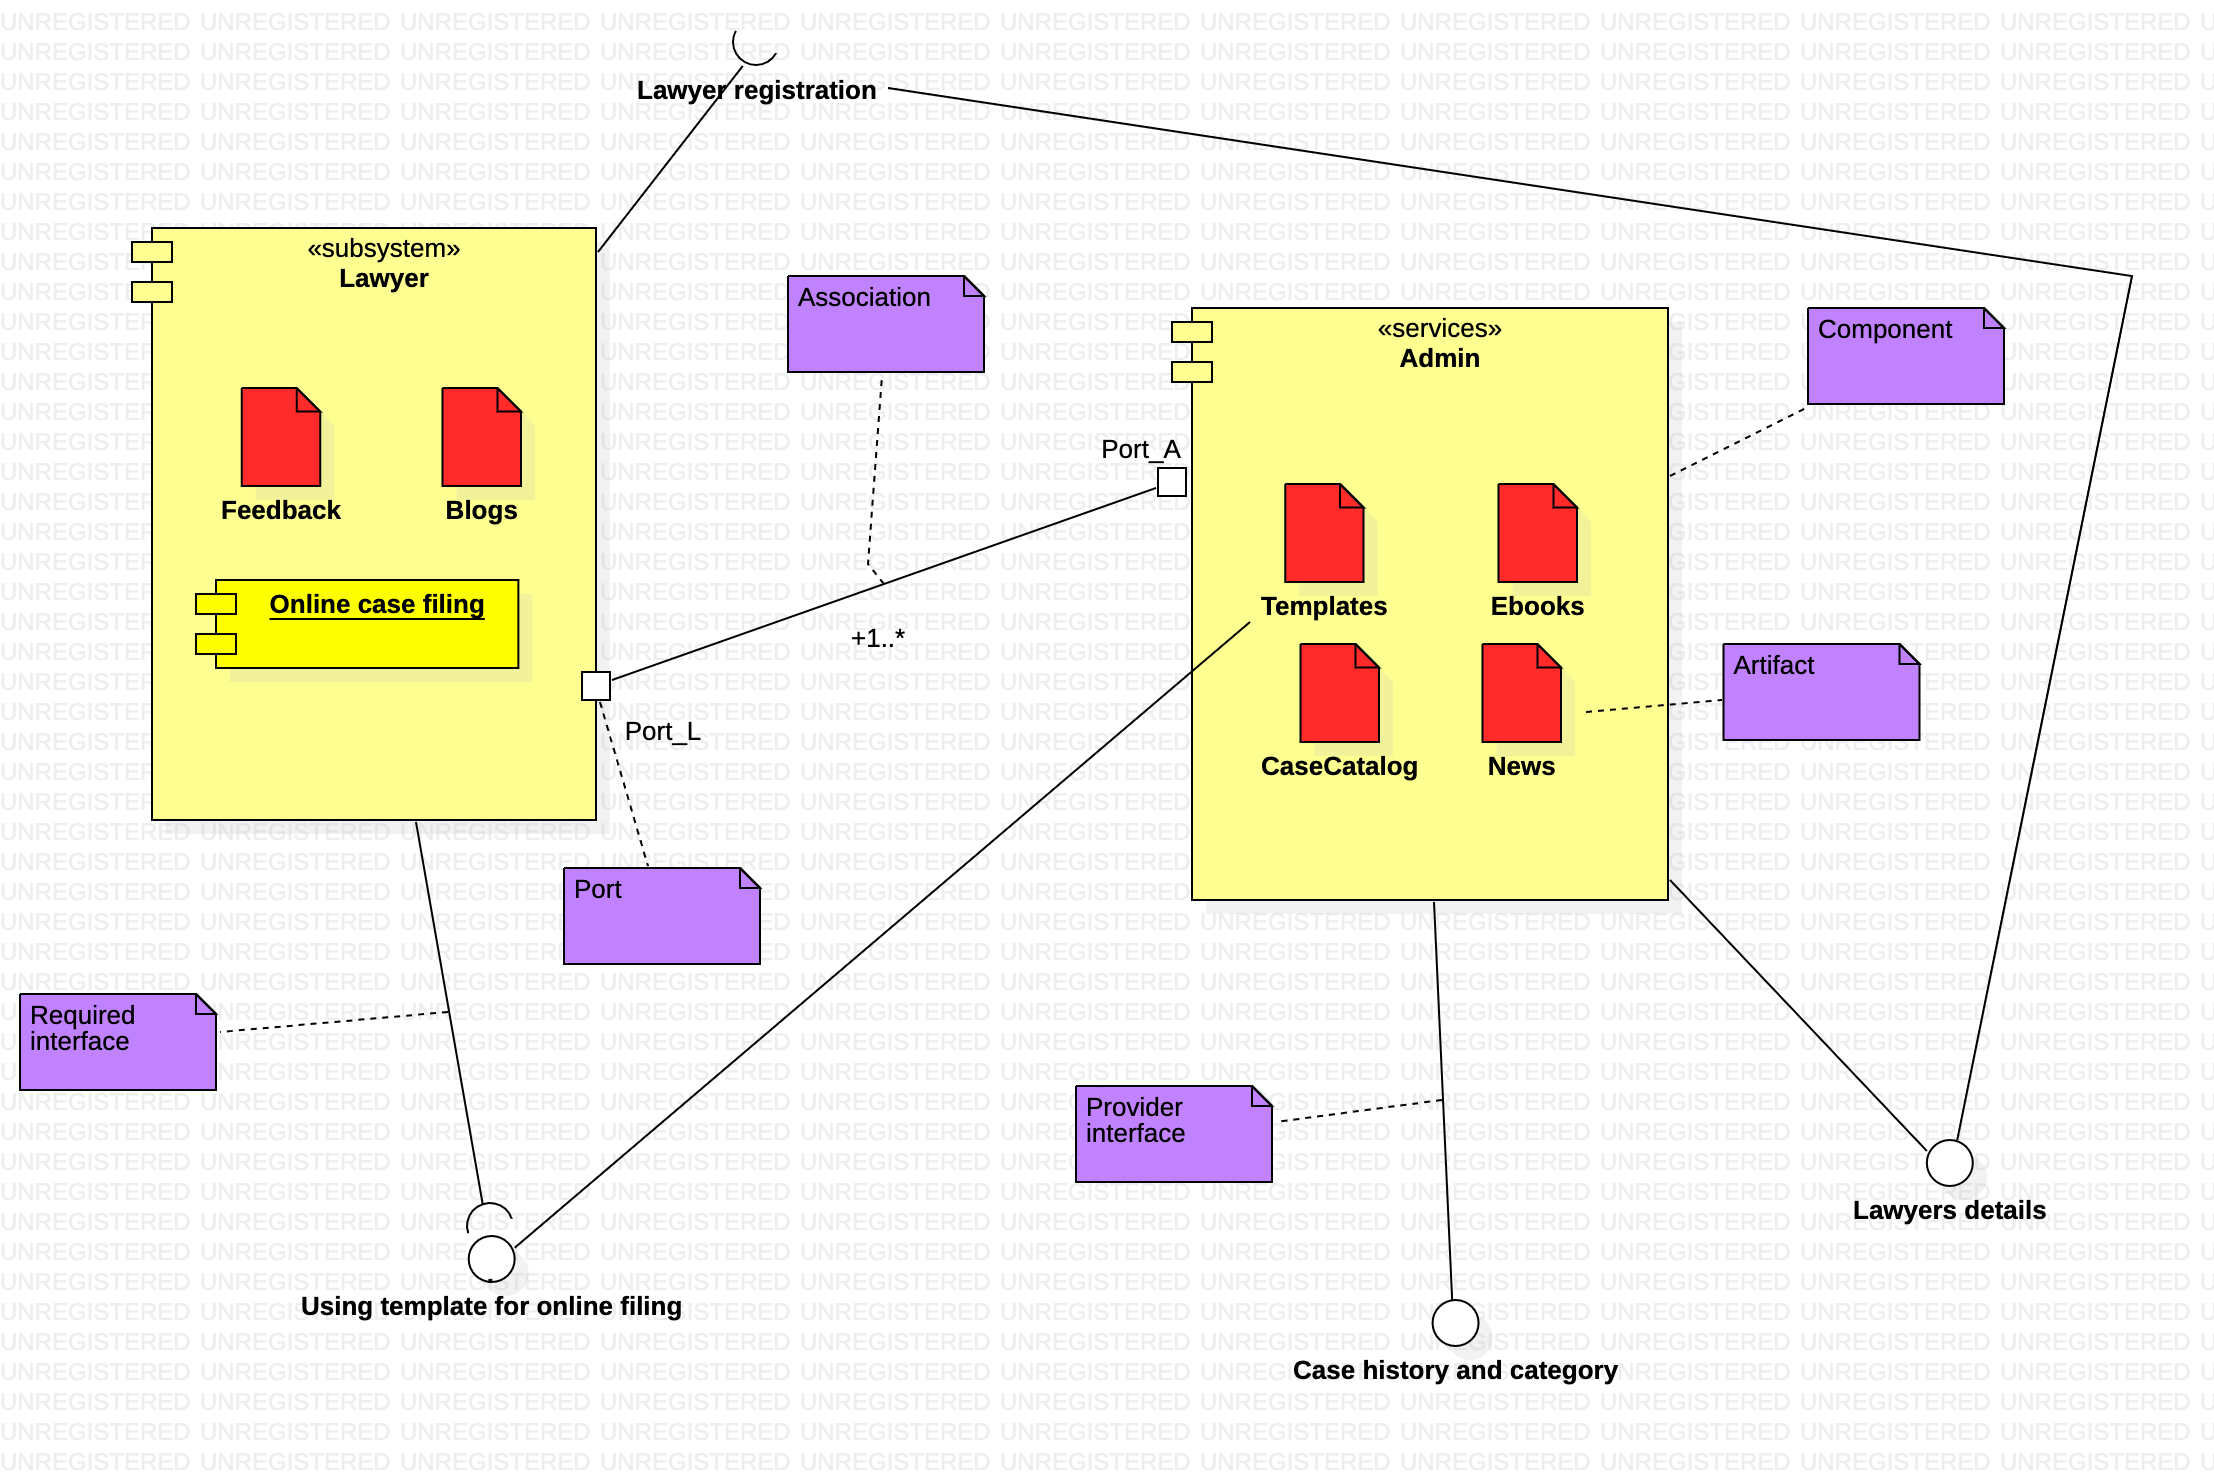 Lawyer registration
«subsystem»
Lawyer
Feedback
Blogs
Online case filing
Association
Port_A
+1..*
Port_L
Port
«services»
Admin
Templates
Ebooks
CaseCatalog
News
Component
Artifact
Required
interface
Provider
interface
Using template for online filing
Case history and category
Lawyers details
UNREGISTERED